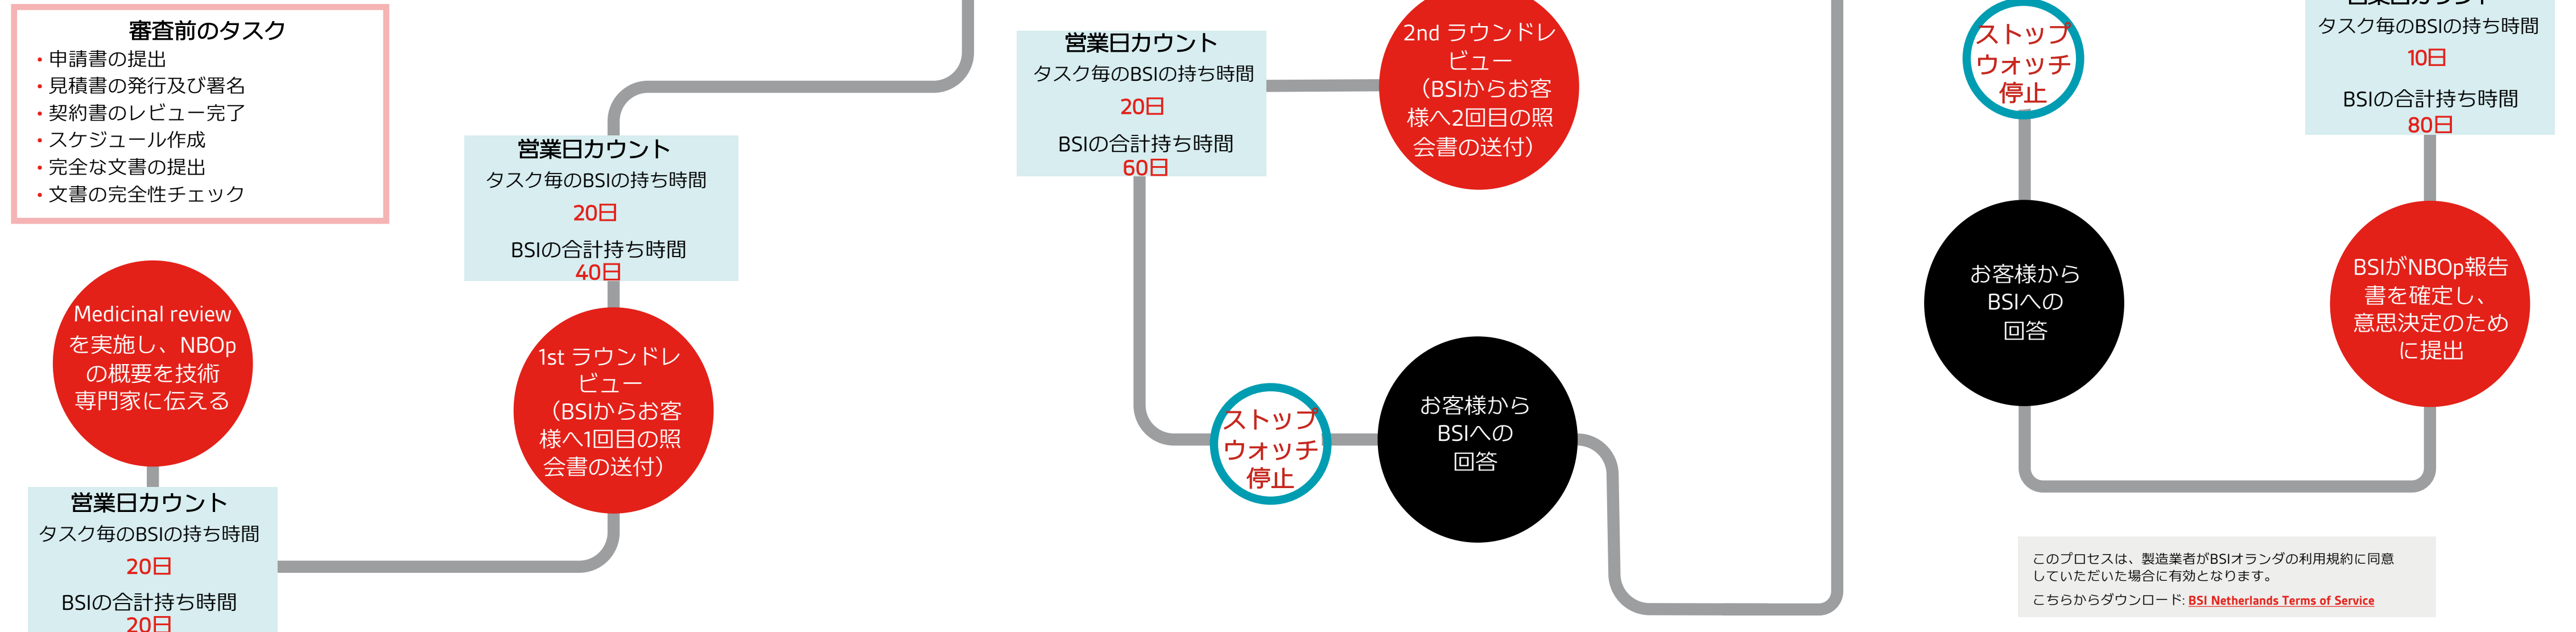 審査前のタスク
• 申請書の提出
• 見積書の発行及び署名
• 契約書のレビュー完了
• スケジュール作成
• 完全な文書の提出
• 文書の完全性チェック
Medicinal review
を実施し、NBOp
の概要を技術
専門家に伝える
営業日カウント
タスク毎のBSIの持ち時間
20日
BSIの合計持ち時間
20日
営業日カウント
タスク毎のBSIの持ち時間
20日
BSIの合計持ち時間
40日
1st ラウンドレ
ビュー
（BSIからお客
様へ1回目の照
会書の送付）
営業日カウント
タスク毎のBSIの持ち時間
20日
BSIの合計持ち時間
60日
2nd ラウンドレ
ビュー
（BSIからお客
様へ2回目の照
会書の送付）
ストップ
ウォッチ
停止
お客様から
BSIへの
回答
ストップ
ウォッチ
停止
お客様から
BSIへの
回答
営業日カウント
タスク毎のBSIの持ち時間
10日
BSIの合計持ち時間
80日
BSIがNBOp報告
書を確定し、
意思決定のため
に提出
このプロセスは、製造業者がBSIオランダの利用規約に同意
していただいた場合に有効となります。
こちらからダウンロード: BSI Netherlands Terms of Service